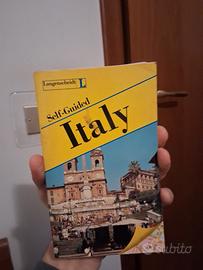 Langenscheidt L
Self-Guided
Italy
subito